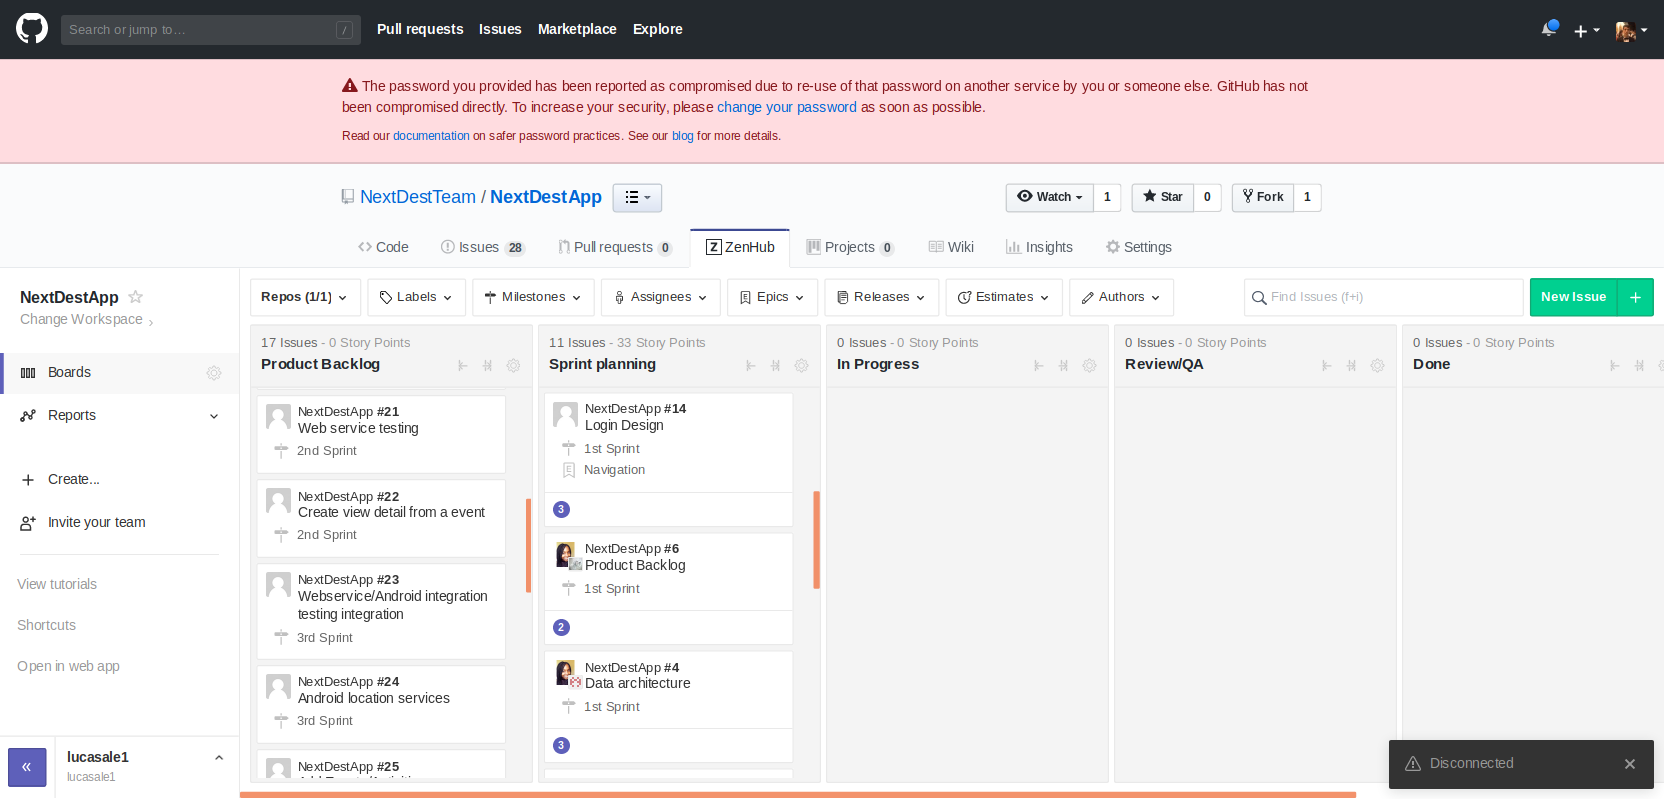 Search or jump to…
/
Pull requests Issues Marketplace Explore
The password you provided has been reported as compromised due to re-use of that password on another service by you or someone else. GitHub has not
been compromised directly. To increase your security, please change your password as soon as possible.
Read our documentation on safer password practices. See our blog for more details.
NextDestTeam / NextDestApp
Watch 1 Star 0 Fork 1
Code Issues 28 Pull requests 0 Z ZenHub Projects 0 Wiki Insights Settings
NextDestApp
Change Workspace
Boards
Reports
Create...
Invite your team
View tutorials
Shortcuts
Open in web app
lucasale1
lucasale1
Repos (1/1) Labels Milestones Assignees Epics Releases Estimates Authors Find Issues (f+i) New Issue +
17 Issues - 0 Story Points
Product Backlog
NextDestApp #21
Web service testing
2nd Sprint
NextDestApp #22
Create view detail from a event
2nd Sprint
NextDestApp #23
Webservice/Android integration
testing integration
3rd Sprint
NextDestApp #24
Android location services
3rd Sprint
NextDestApp #25
11 Issues - 33 Story Points
Sprint planning
NextDestApp #14
Login Design
1st Sprint
E Navigation
3
NextDestApp #6
Product Backlog
1st Sprint
2
NextDestApp #4
Data architecture
1st Sprint
3
0 Issues - 0 Story Points
In Progress
0 Issues - 0 Story Points
Review/QA
0 Issues - 0 Story Points
Done
Disconnected